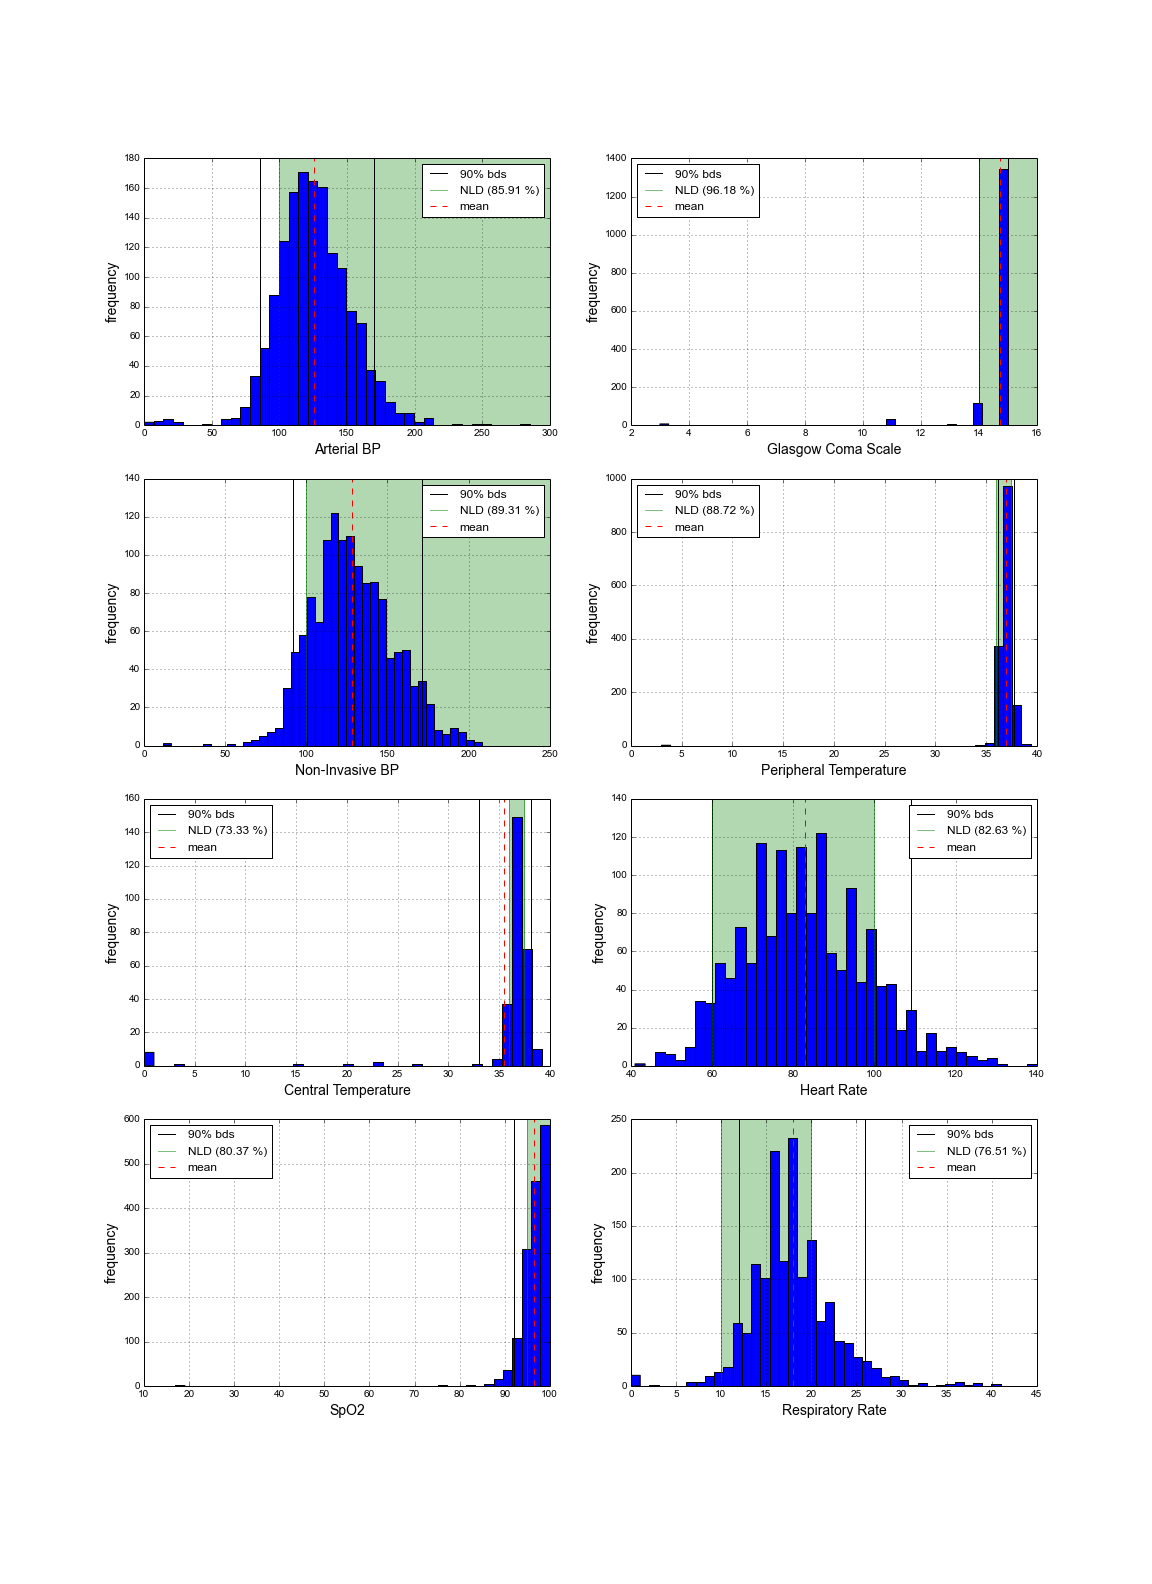 180
160
140
120
100
80
60
40
20
0
frequency
0 50 100 150 200 250 300
Arterial BP
90% bds
NLD (85.91 %)
mean
1400
1200
1000
800
600
400
200
0
frequency
2 4 6 8 10 12 14 16
Glasgow Coma Scale
90% bds
NLD (96.18 %)
mean
140
120
100
80
60
40
20
0
frequency
0 50 100 150 200 250
Non-Invasive BP
90% bds
NLD (89.31 %)
mean
1000
800
600
400
200
0
frequency
0 5 10 15 20 25 30 35 40
Peripheral Temperature
90% bds
NLD (88.72 %)
mean
160
140
120
100
80
60
40
20
0
frequency
0 5 10 15 20 25 30 35 40
Central Temperature
90% bds
NLD (73.33 %)
mean
140
120
100
80
60
40
20
0
frequency
40 60 80 100 120 140
Heart Rate
90% bds
NLD (82.63 %)
mean
600
500
400
300
200
100
0
frequency
10 20 30 40 50 60 70 80 90 100
SpO2
90% bds
NLD (80.37 %)
mean
250
200
150
100
50
0
frequency
0 5 10 15 20 25 30 35 40 45
Respiratory Rate
90% bds
NLD (76.51 %)
mean